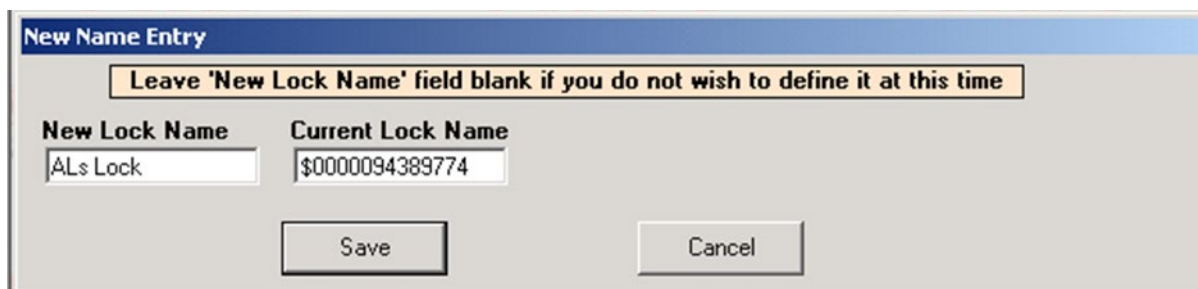 New Name Entry
Leave 'New Lock Name' field blank if you do not wish to define it at this time
New Lock Name Current Lock Name
ALs Lock $0000094389774
Save Cancel